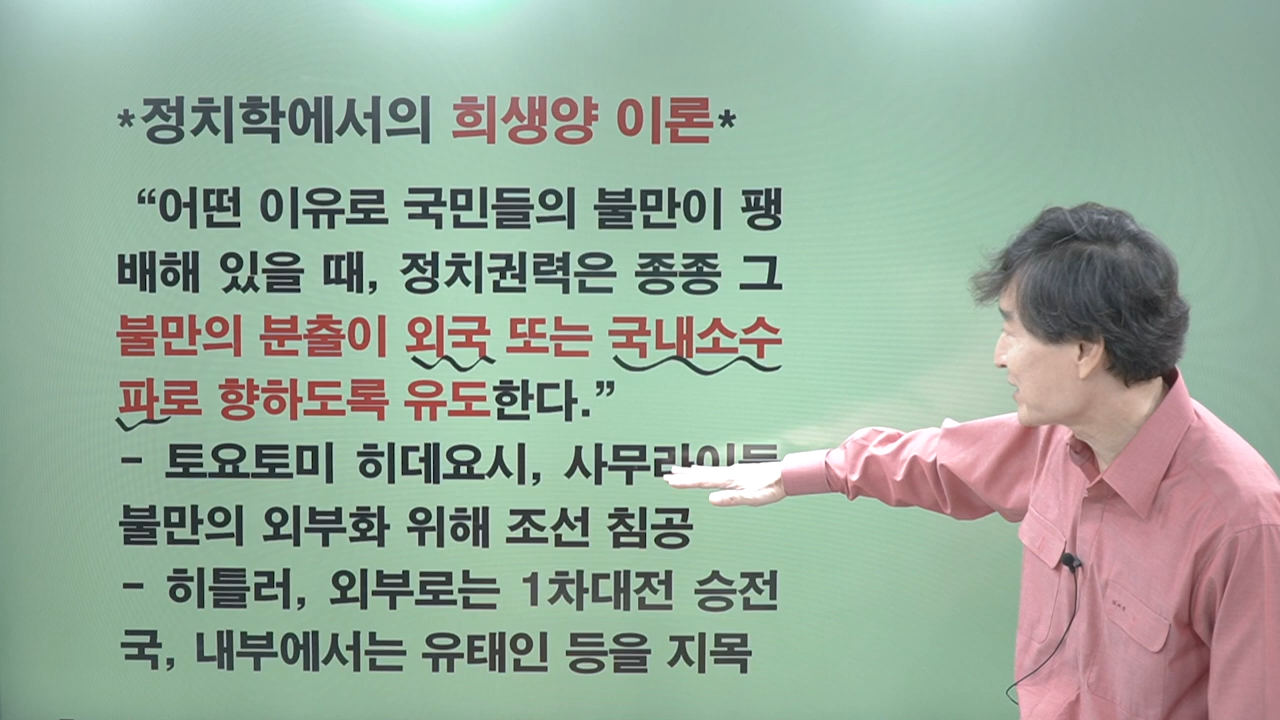 *정치학에서의 희생양 이론*
“어떤 이유로 국민들의 불만이 팽
배해 있을 때, 정치권력은 종종 그
불만의 분출이 외국 또는 국내소수
파로 향하도록 유도한다.”
- 토요토미 히데요시, 사무라이들
불만의 외부화 위해 조선 침공
- 히틀러, 외부로는 1차대전 승전
국, 내부에서는 유태인 등을 지목